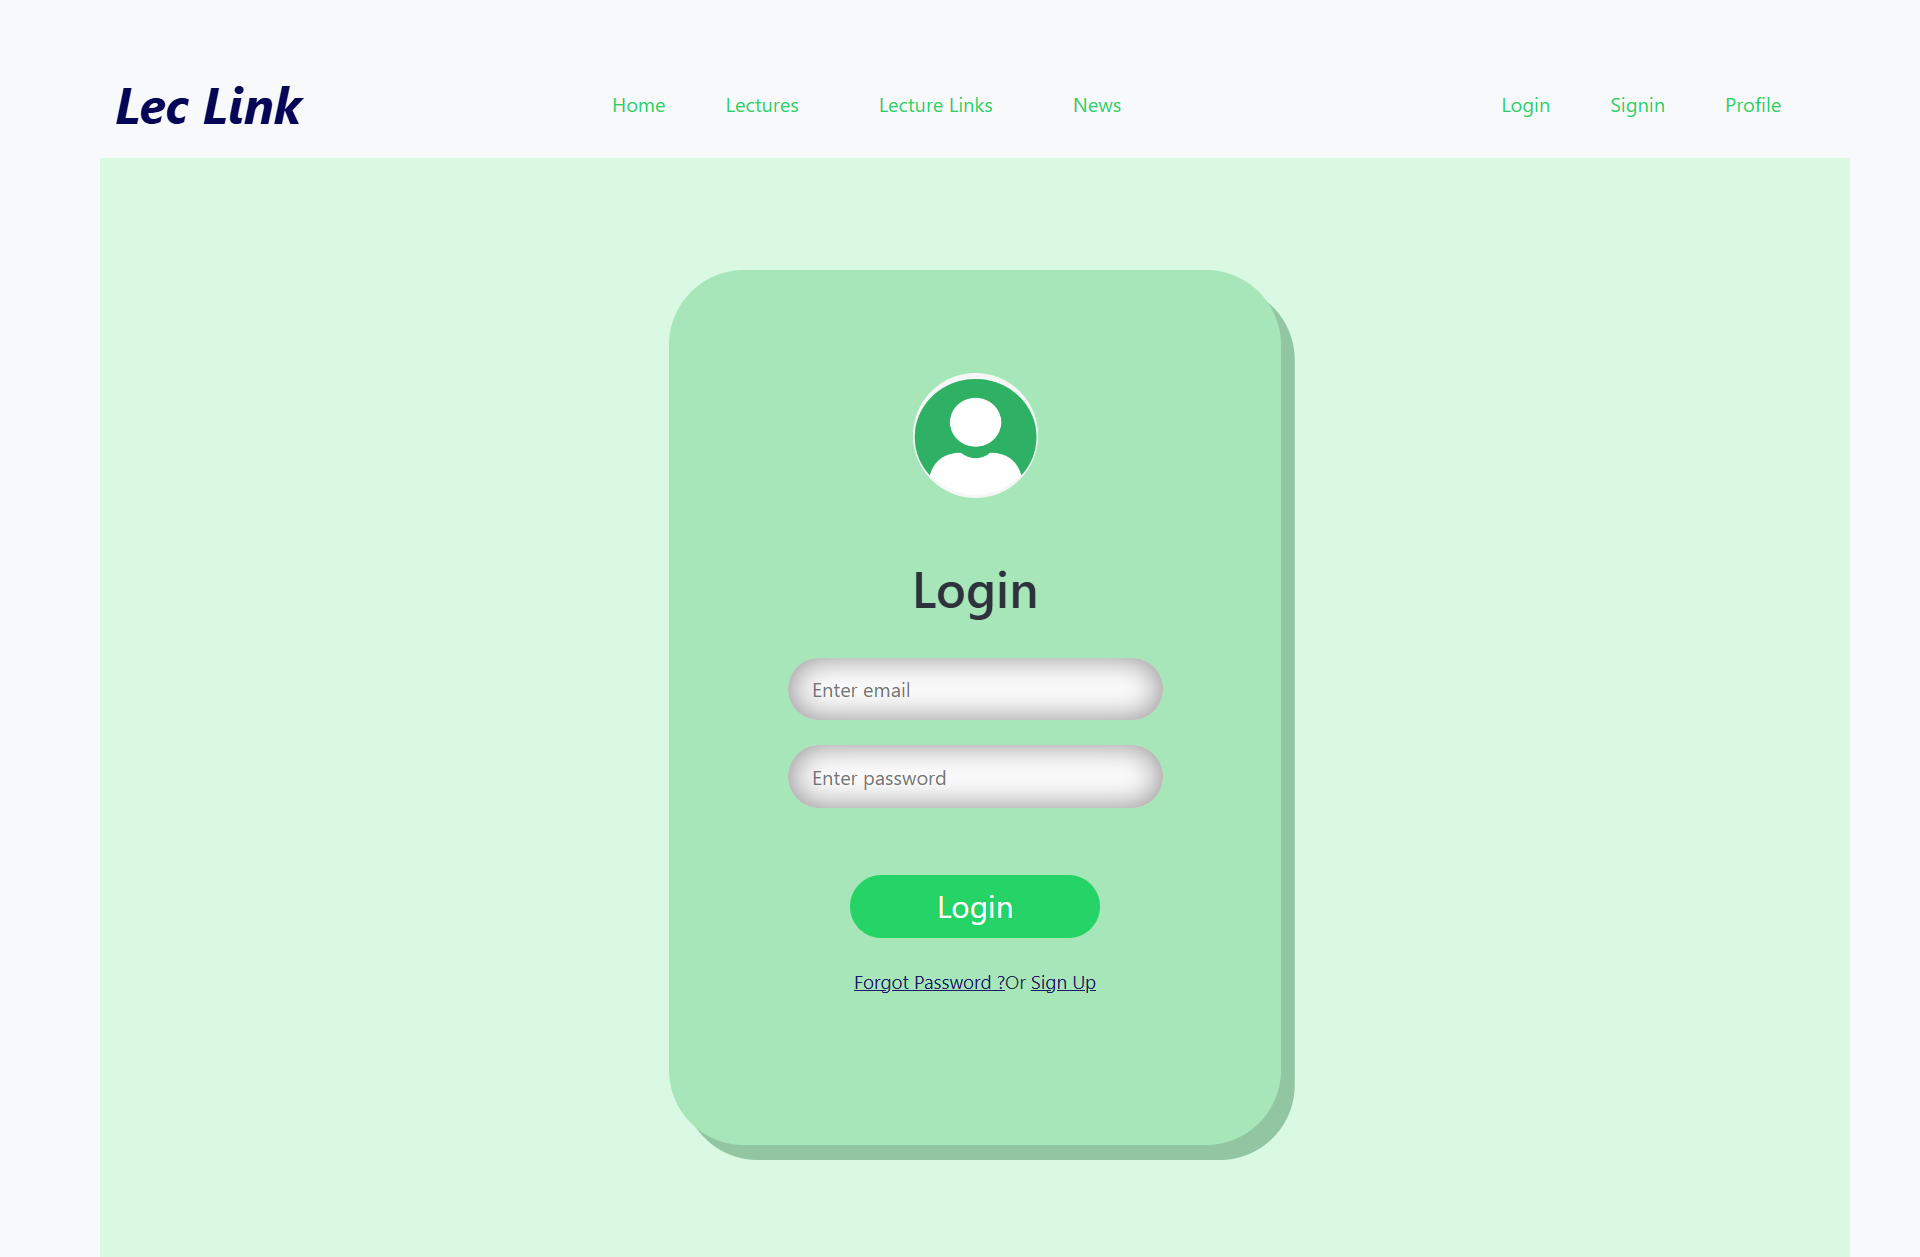 Lec Link Home Lectures Lecture Links News Login Signin Profile
Login
Enter email
Enter password
Login
Forgot Password ?Or Sign Up